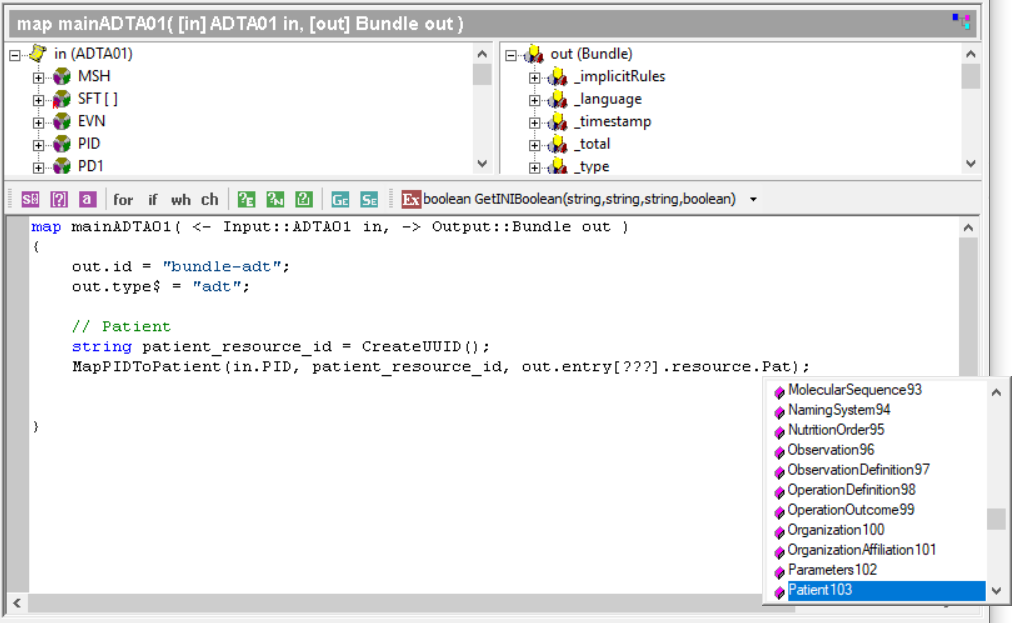 map mainADTA01( [in] ADTA01 in, [out] Bundle out )
in (ADTA01)
MSH
SFT [ ]
EVN
PID
PD1
out (Bundle)
_implicitRules
_language
_timestamp
_total
_type
for if wh ch Ex boolean GetINIBoolean(string,string,string,boolean)
map mainADTA01( <- Input::ADTA01 in, -> Output::Bundle out )
{
out.id = "bundle-adt";
out.type$ = "adt";
// Patient
string patient_resource_id = CreateUUID();
MapPIDToPatient(in.PID, patient_resource_id, out.entry[???].resource.Pat);
}
MolecularSequence93
NamingSystem94
NutritionOrder95
Observation96
ObservationDefinition97
OperationDefinition98
OperationOutcome99
Organization100
OrganizationAffiliation101
Parameters102
Patient103